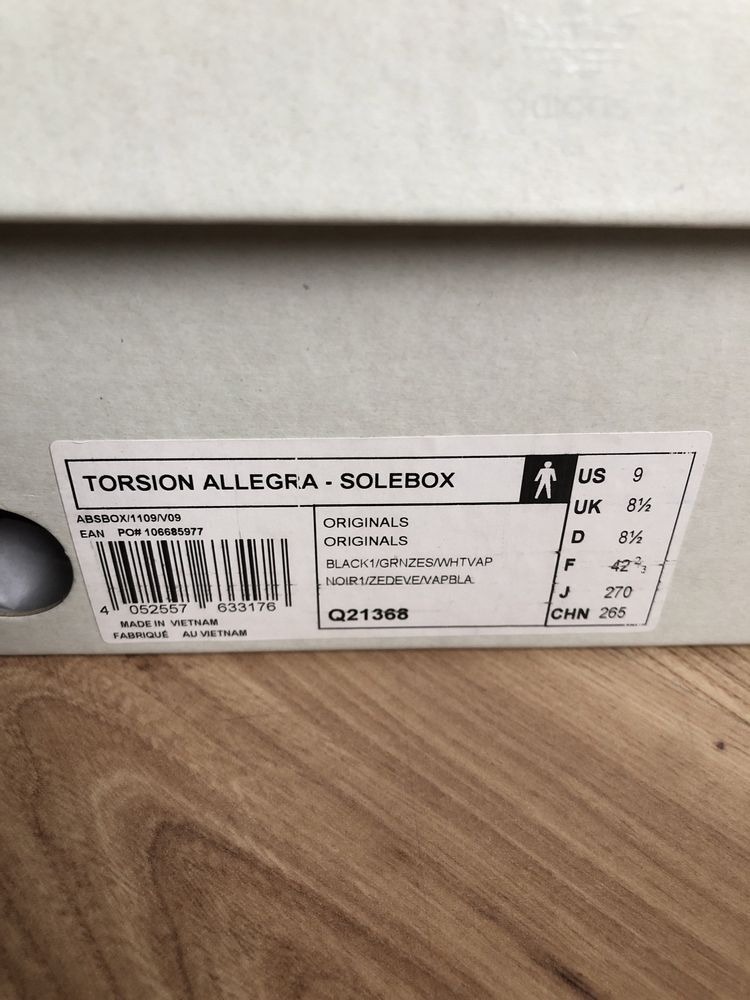 TORSION ALLEGRA - SOLEBOX
ABSBOX/1109/V09
EAN PO# 106685977
4 052557 633176
MADE IN VIETNAM
FABRIQUÉ AU VIETNAM
ORIGINALS
ORIGINALS
BLACK1/GRNZES/WHTVAP
NOIR1/ZEDEVE/VAPBLA
Q21368
US 9
UK 8½
D 8½
F 42 2/3
J 270
CHN 265